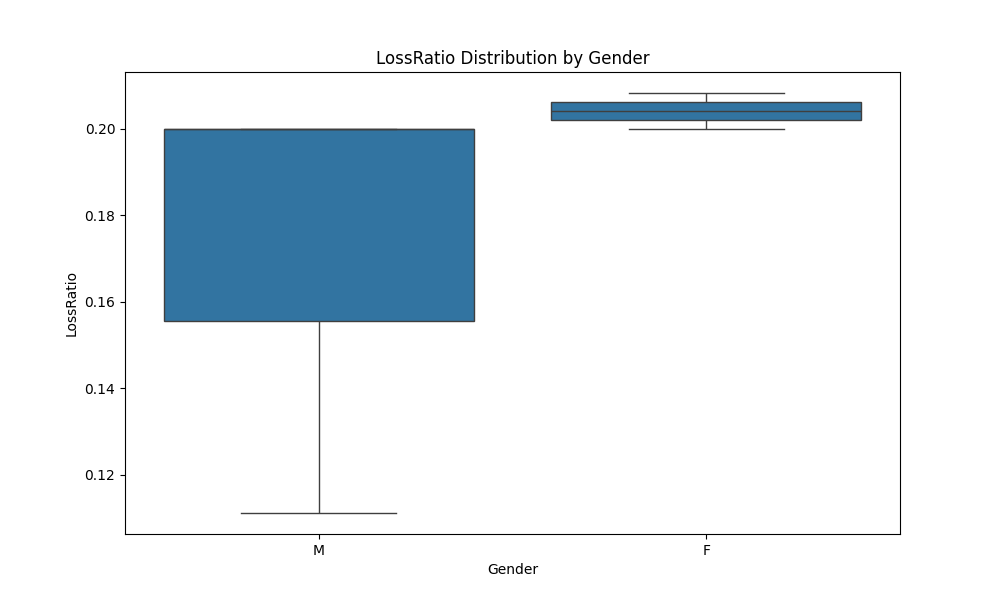 LossRatio Distribution by Gender
0.20
0.18
0.16
0.14
0.12
LossRatio
M
F
Gender